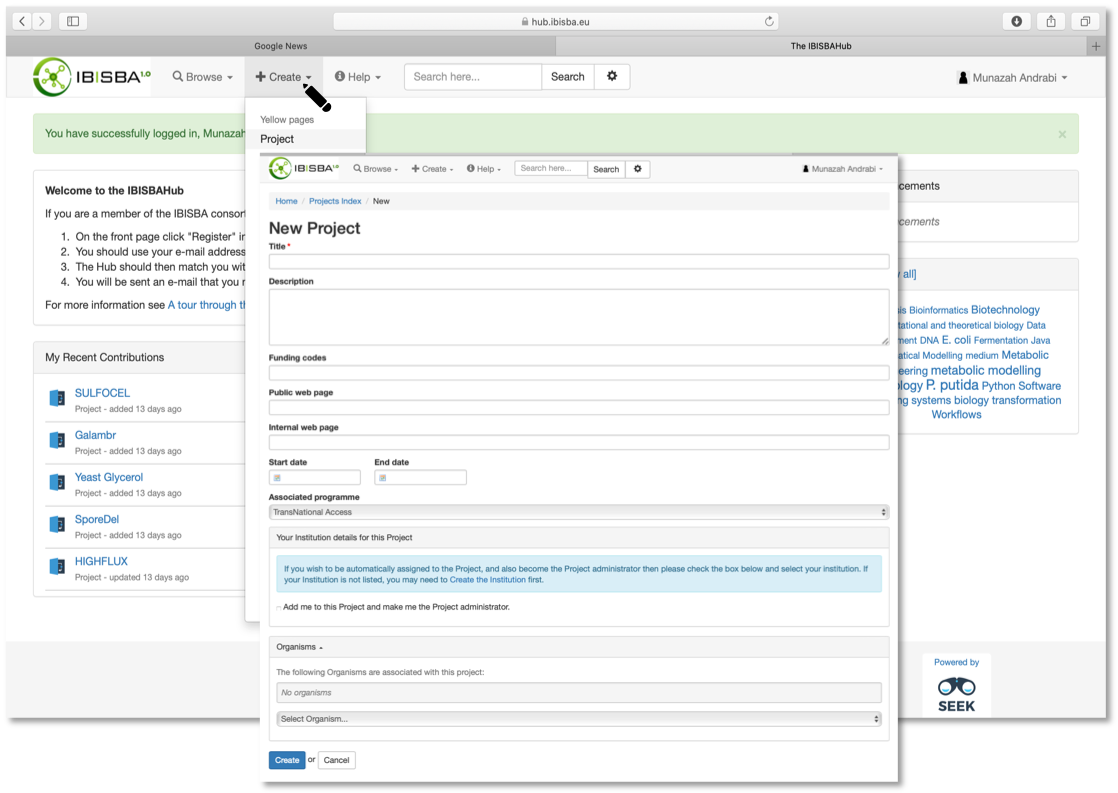 hub.ibisba.eu
Google News
The IBISBAHub
IBISBA 1.0
Browse
Create
Help
Search here...
Search
Munazah Andrabi
Yellow pages
Project
You have successfully logged in, Munazah
×
Welcome to the IBISBAHub
If you are a member of the IBISBA consor
1. On the front page click "Register" in
2. You should use your e-mail address
3. The Hub should then match you wit
4. You will be sent an e-mail that you
For more information see A tour through
My Recent Contributions
SULFOCEL
Project - added 13 days ago
Galambr
Project - added 13 days ago
Yeast Glycerol
Project - added 13 days ago
SporeDel
Project - added 13 days ago
HIGHFLUX
Project - updated 13 days ago
IBISBA 1.0
Browse
Create
Help
Search here...
Search
Munazah Andrabi
Home / Projects Index / New
New Project
Title *
Description
Funding codes
Public web page
Internal web page
Start date
End date
Associated programme
TransNational Access
Your Institution details for this Project
If you wish to be automatically assigned to the Project, and also become the Project administrator then please check the box below and select your institution. If
your Institution is not listed, you may need to Create the Institution first.
Add me to this Project and make me the Project administrator.
Organisms
The following Organisms are associated with this project:
No organisms
Select Organism...
Create or Cancel
cements
cements
all]
sis Bioinformatics Biotechnology
tational and theoretical biology Data
ment DNA E. coli Fermentation Java
atical Modelling medium Metabolic
eering metabolic modelling
logy P. putida Python Software
ng systems biology transformation
Workflows
Powered by
SEEK